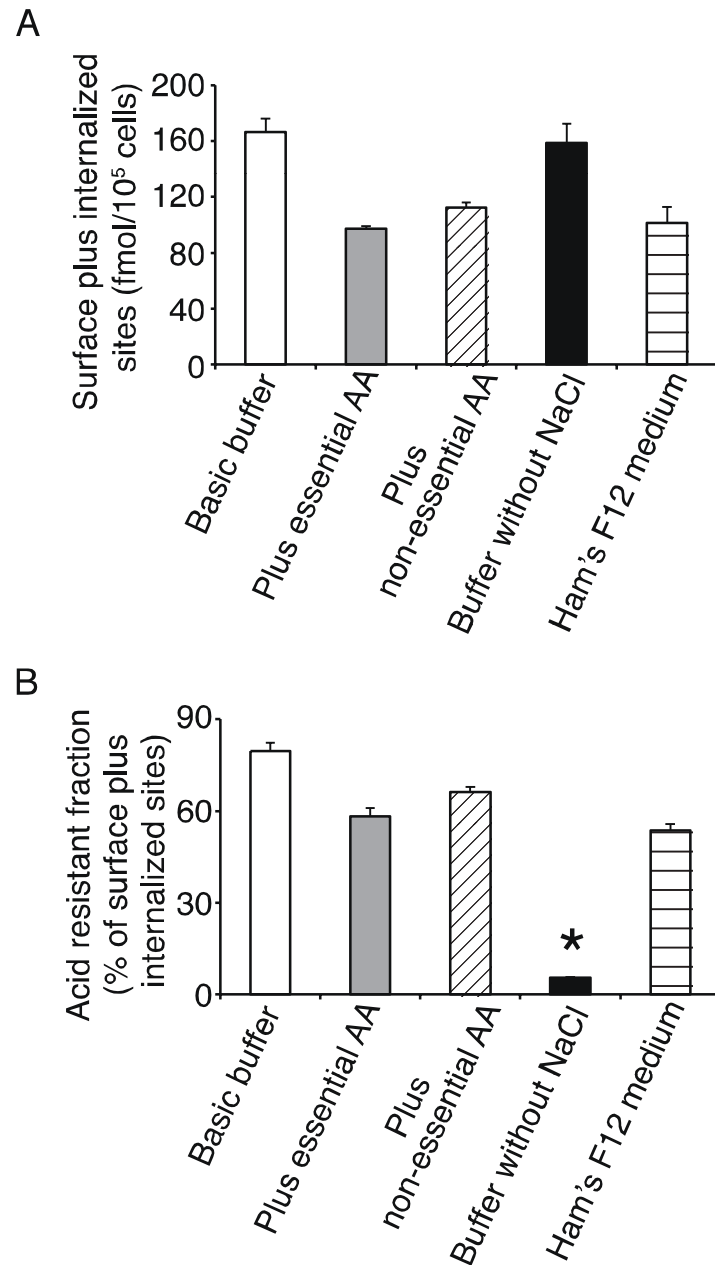 A
Surface plus internalized
sites (fmol/10⁵ cells)
200
160
120
80
40
0
Basic buffer
Plus essential AA
Plus
non-essential AA
Buffer without NaCl
Ham's F12 medium
B
Acid resistant fraction
(% of surface plus
internalized sites)
90
60
30
0
*
Basic buffer
Plus essential AA
Plus
non-essential AA
Buffer without NaCl
Ham's F12 medium